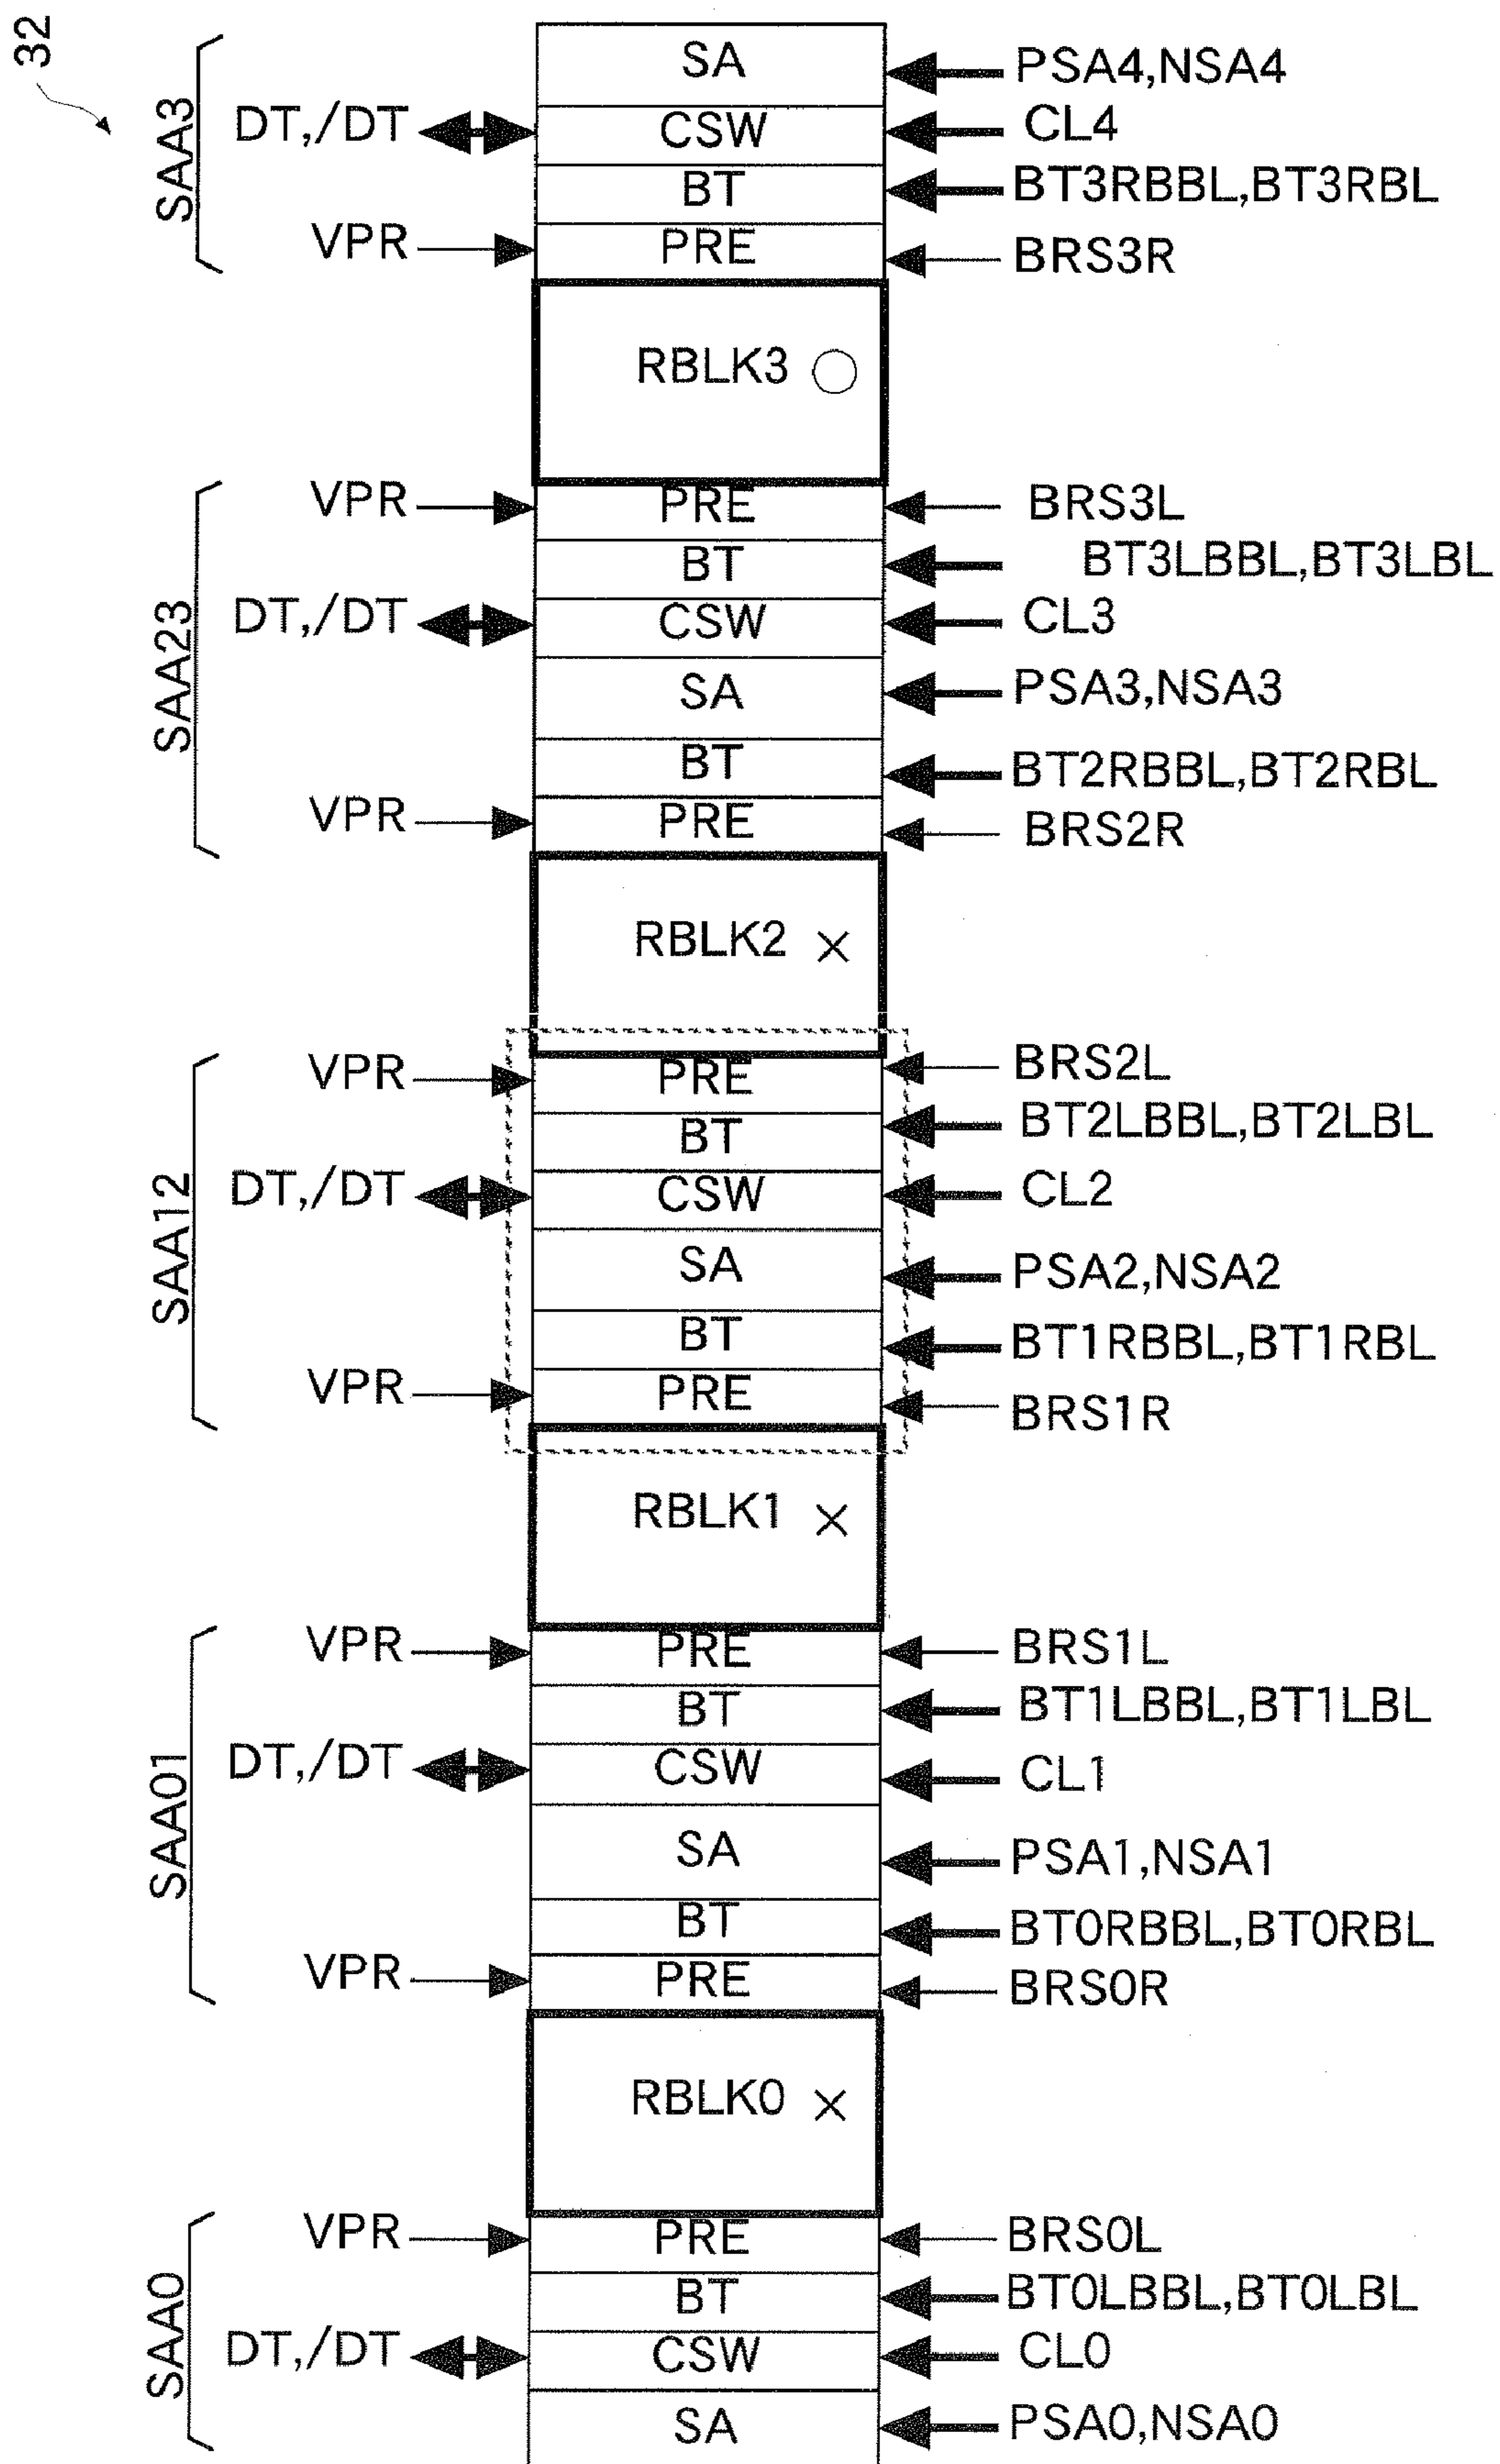 32
SAA3
SA
PSA4,NSA4
DT,/DT
CSW
CL4
BT
BT3RBBL,BT3RBL
VPR
PRE
BRS3R
RBLK3 ○
SAA23
VPR
PRE
BRS3L
BT
BT3LBBL,BT3LBL
DT,/DT
CSW
CL3
SA
PSA3,NSA3
BT
BT2RBBL,BT2RBL
VPR
PRE
BRS2R
RBLK2 ×
SAA12
VPR
PRE
BRS2L
BT
BT2LBBL,BT2LBL
DT,/DT
CSW
CL2
SA
PSA2,NSA2
BT
BT1RBBL,BT1RBL
VPR
PRE
BRS1R
RBLK1 ×
SAA01
VPR
PRE
BRS1L
BT
BT1LBBL,BT1LBL
DT,/DT
CSW
CL1
SA
PSA1,NSA1
BT
BT0RBBL,BT0RBL
VPR
PRE
BRS0R
RBLK0 ×
SAA0
VPR
PRE
BRS0L
BT
BT0LBBL,BT0LBL
DT,/DT
CSW
CL0
SA
PSA0,NSA0